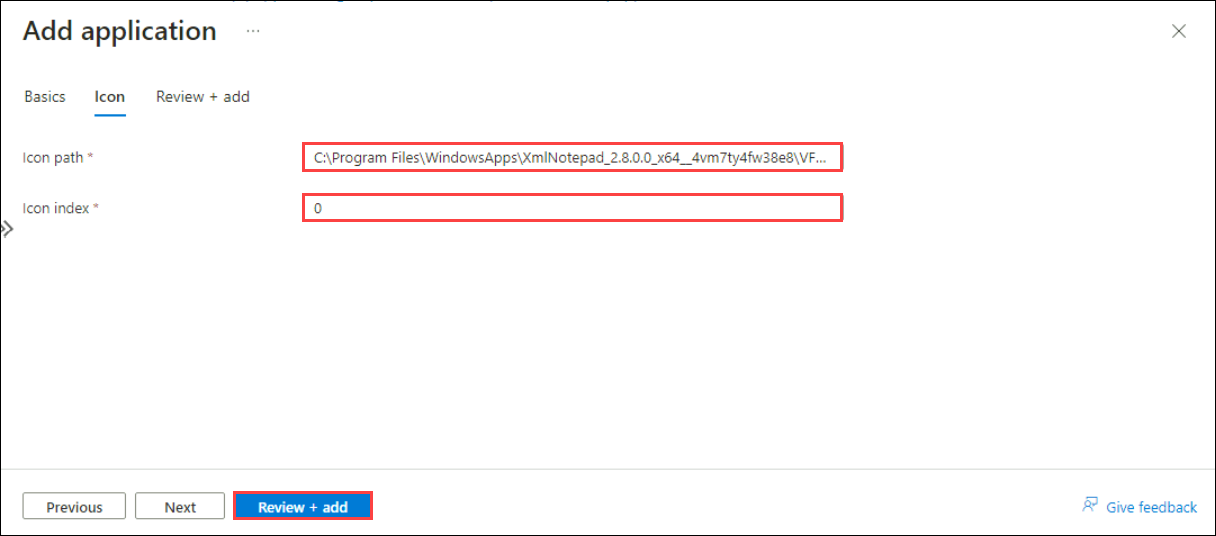 Add application ...
Basics Icon Review + add
Icon path *
C:\Program Files\WindowsApps\XmlNotepad_2.8.0.0_x64__4vm7ty4fw38e8\VF...
Icon index *
0
Previous Next Review + add Give feedback